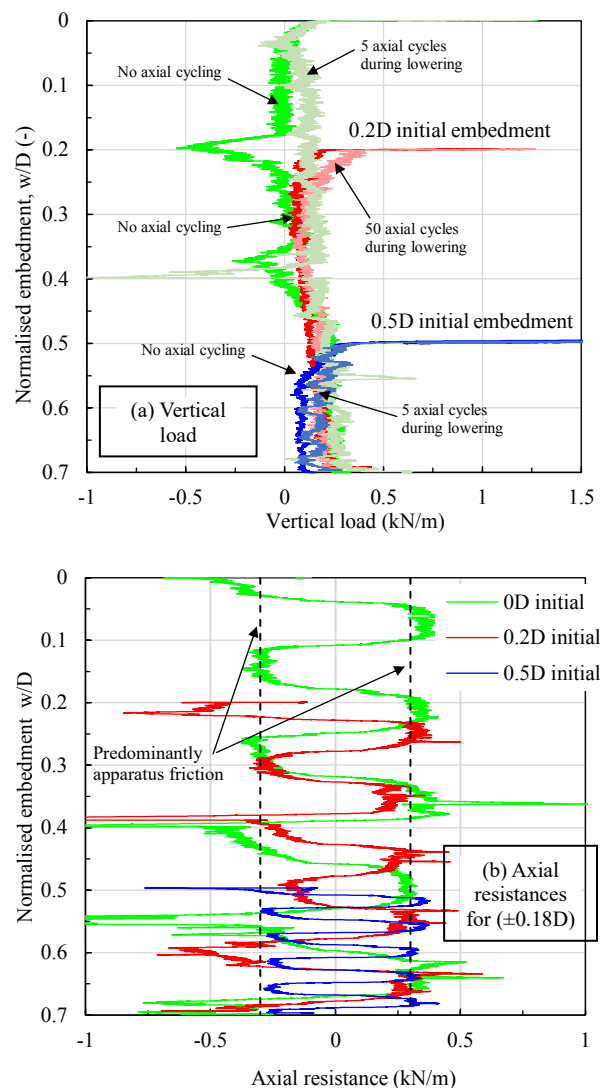 0
0.1
0.2
0.3
0.4
0.5
0.6
0.7
Normalised embedment, w/D (-)
5 axial cycles
during lowering
No axial cycling
0.2D initial embedment
No axial cycling
50 axial cycles
during lowering
0.5D initial embedment
No axial cycling
(a) Vertical
load
5 axial cycles
during lowering
-1 -0.5 0 0.5 1 1.5
Vertical load (kN/m)
0
0.1
0.2
0.3
0.4
0.5
0.6
0.7
Normalised embedment w/D
0D initial
0.2D initial
0.5D initial
Predominantly
apparatus friction
(b) Axial
resistances
for (±0.18D)
-1 -0.5 0 0.5 1
Axial resistance (kN/m)